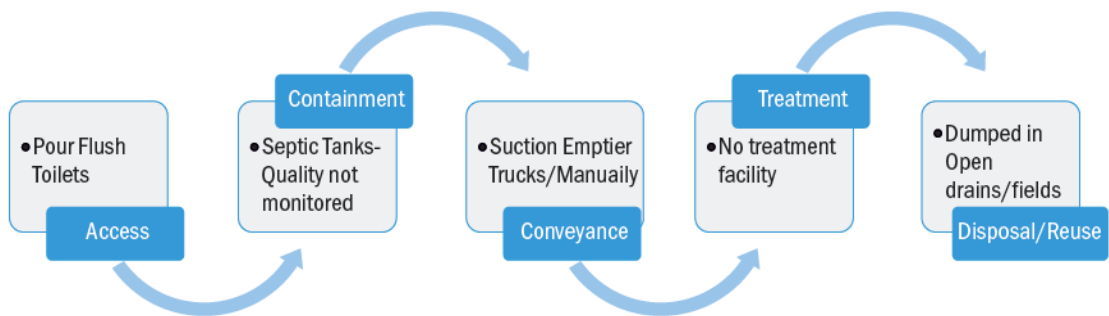 • Pour Flush
Toilets
Access
Containment
• Septic Tanks-
Quality not
monitored
• Suction Emptier
Trucks/Manuaily
Conveyance
Treatment
• No treatment
facility
• Dumped in
Open
drains/fields
Disposal/Reuse